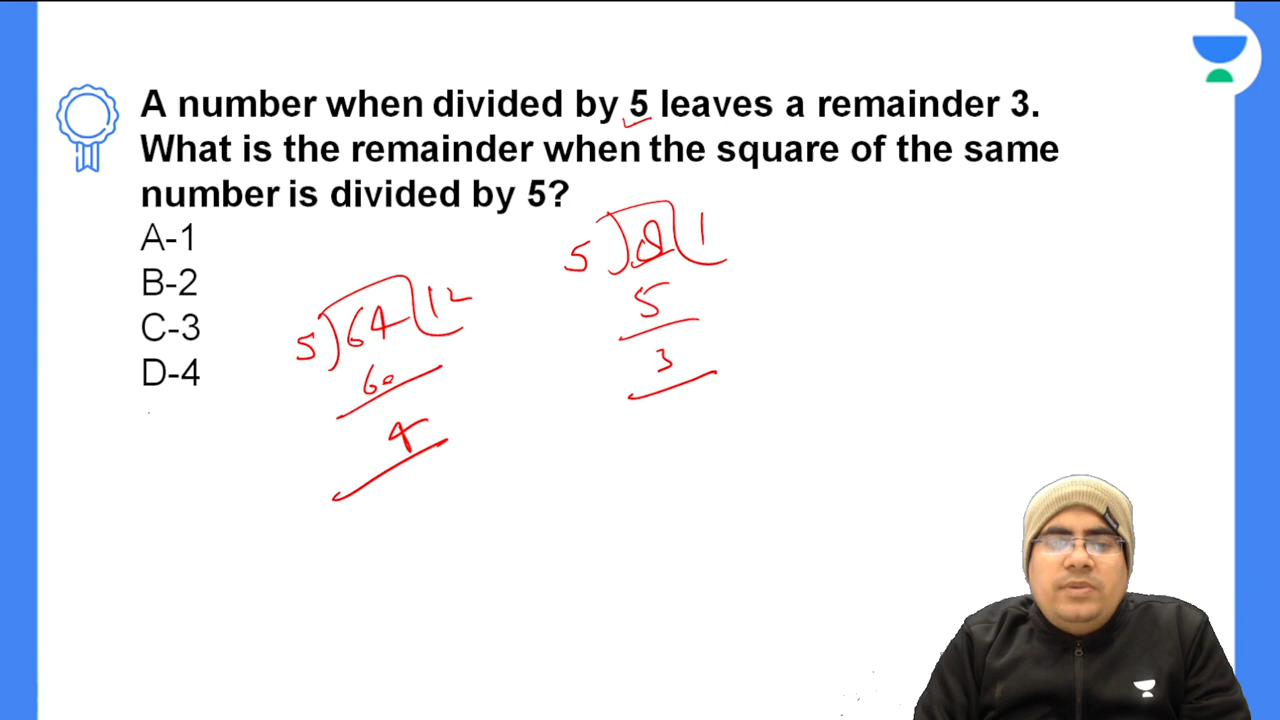 A number when divided by 5 leaves a remainder 3.
What is the remainder when the square of the same
number is divided by 5?
A-1
B-2
C-3
D-4
5)8(1
5
3
5)64(12
60
4